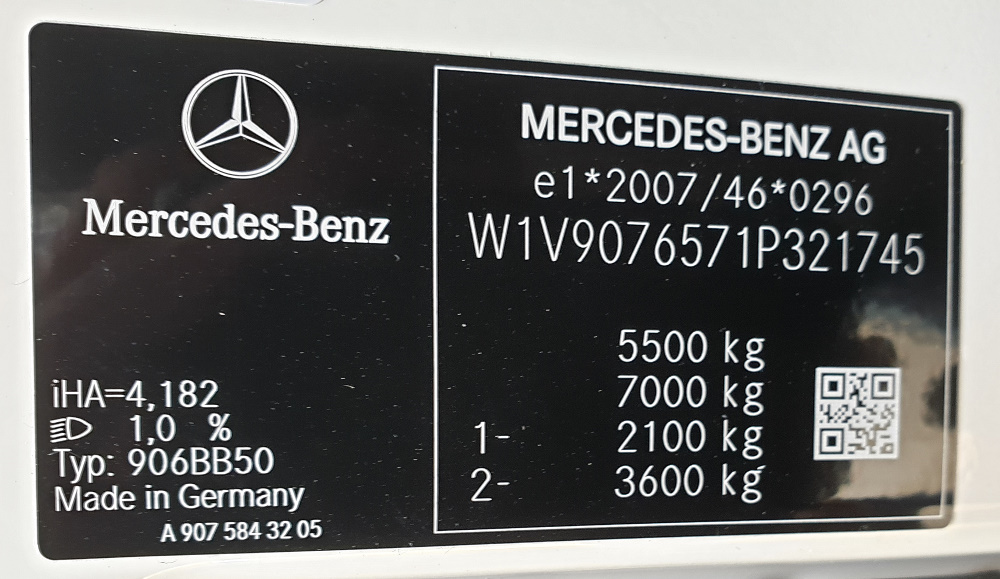 Mercedes-Benz
iHA=4,182
1,0 %
Typ: 906BB50
Made in Germany
A 907 584 32 05
MERCEDES-BENZ AG
e1*2007/46*0296
W1V9076571P321745
5500 kg
7000 kg
1- 2100 kg
2- 3600 kg